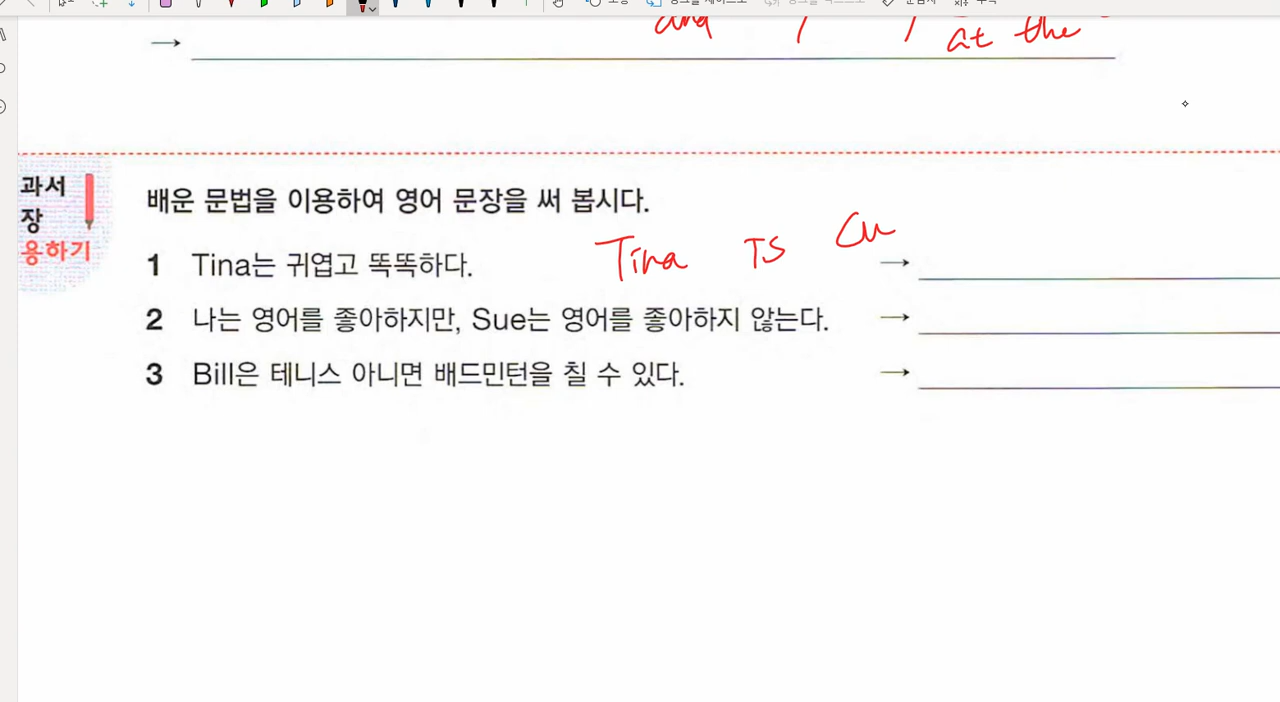 and
at the
→
과서
장
용하기
배운 문법을 이용하여 영어 문장을 써 봅시다.
1 Tina는 귀엽고 똑똑하다. Tina is cu →
2 나는 영어를 좋아하지만, Sue는 영어를 좋아하지 않는다. →
3 Bill은 테니스 아니면 배드민턴을 칠 수 있다. →